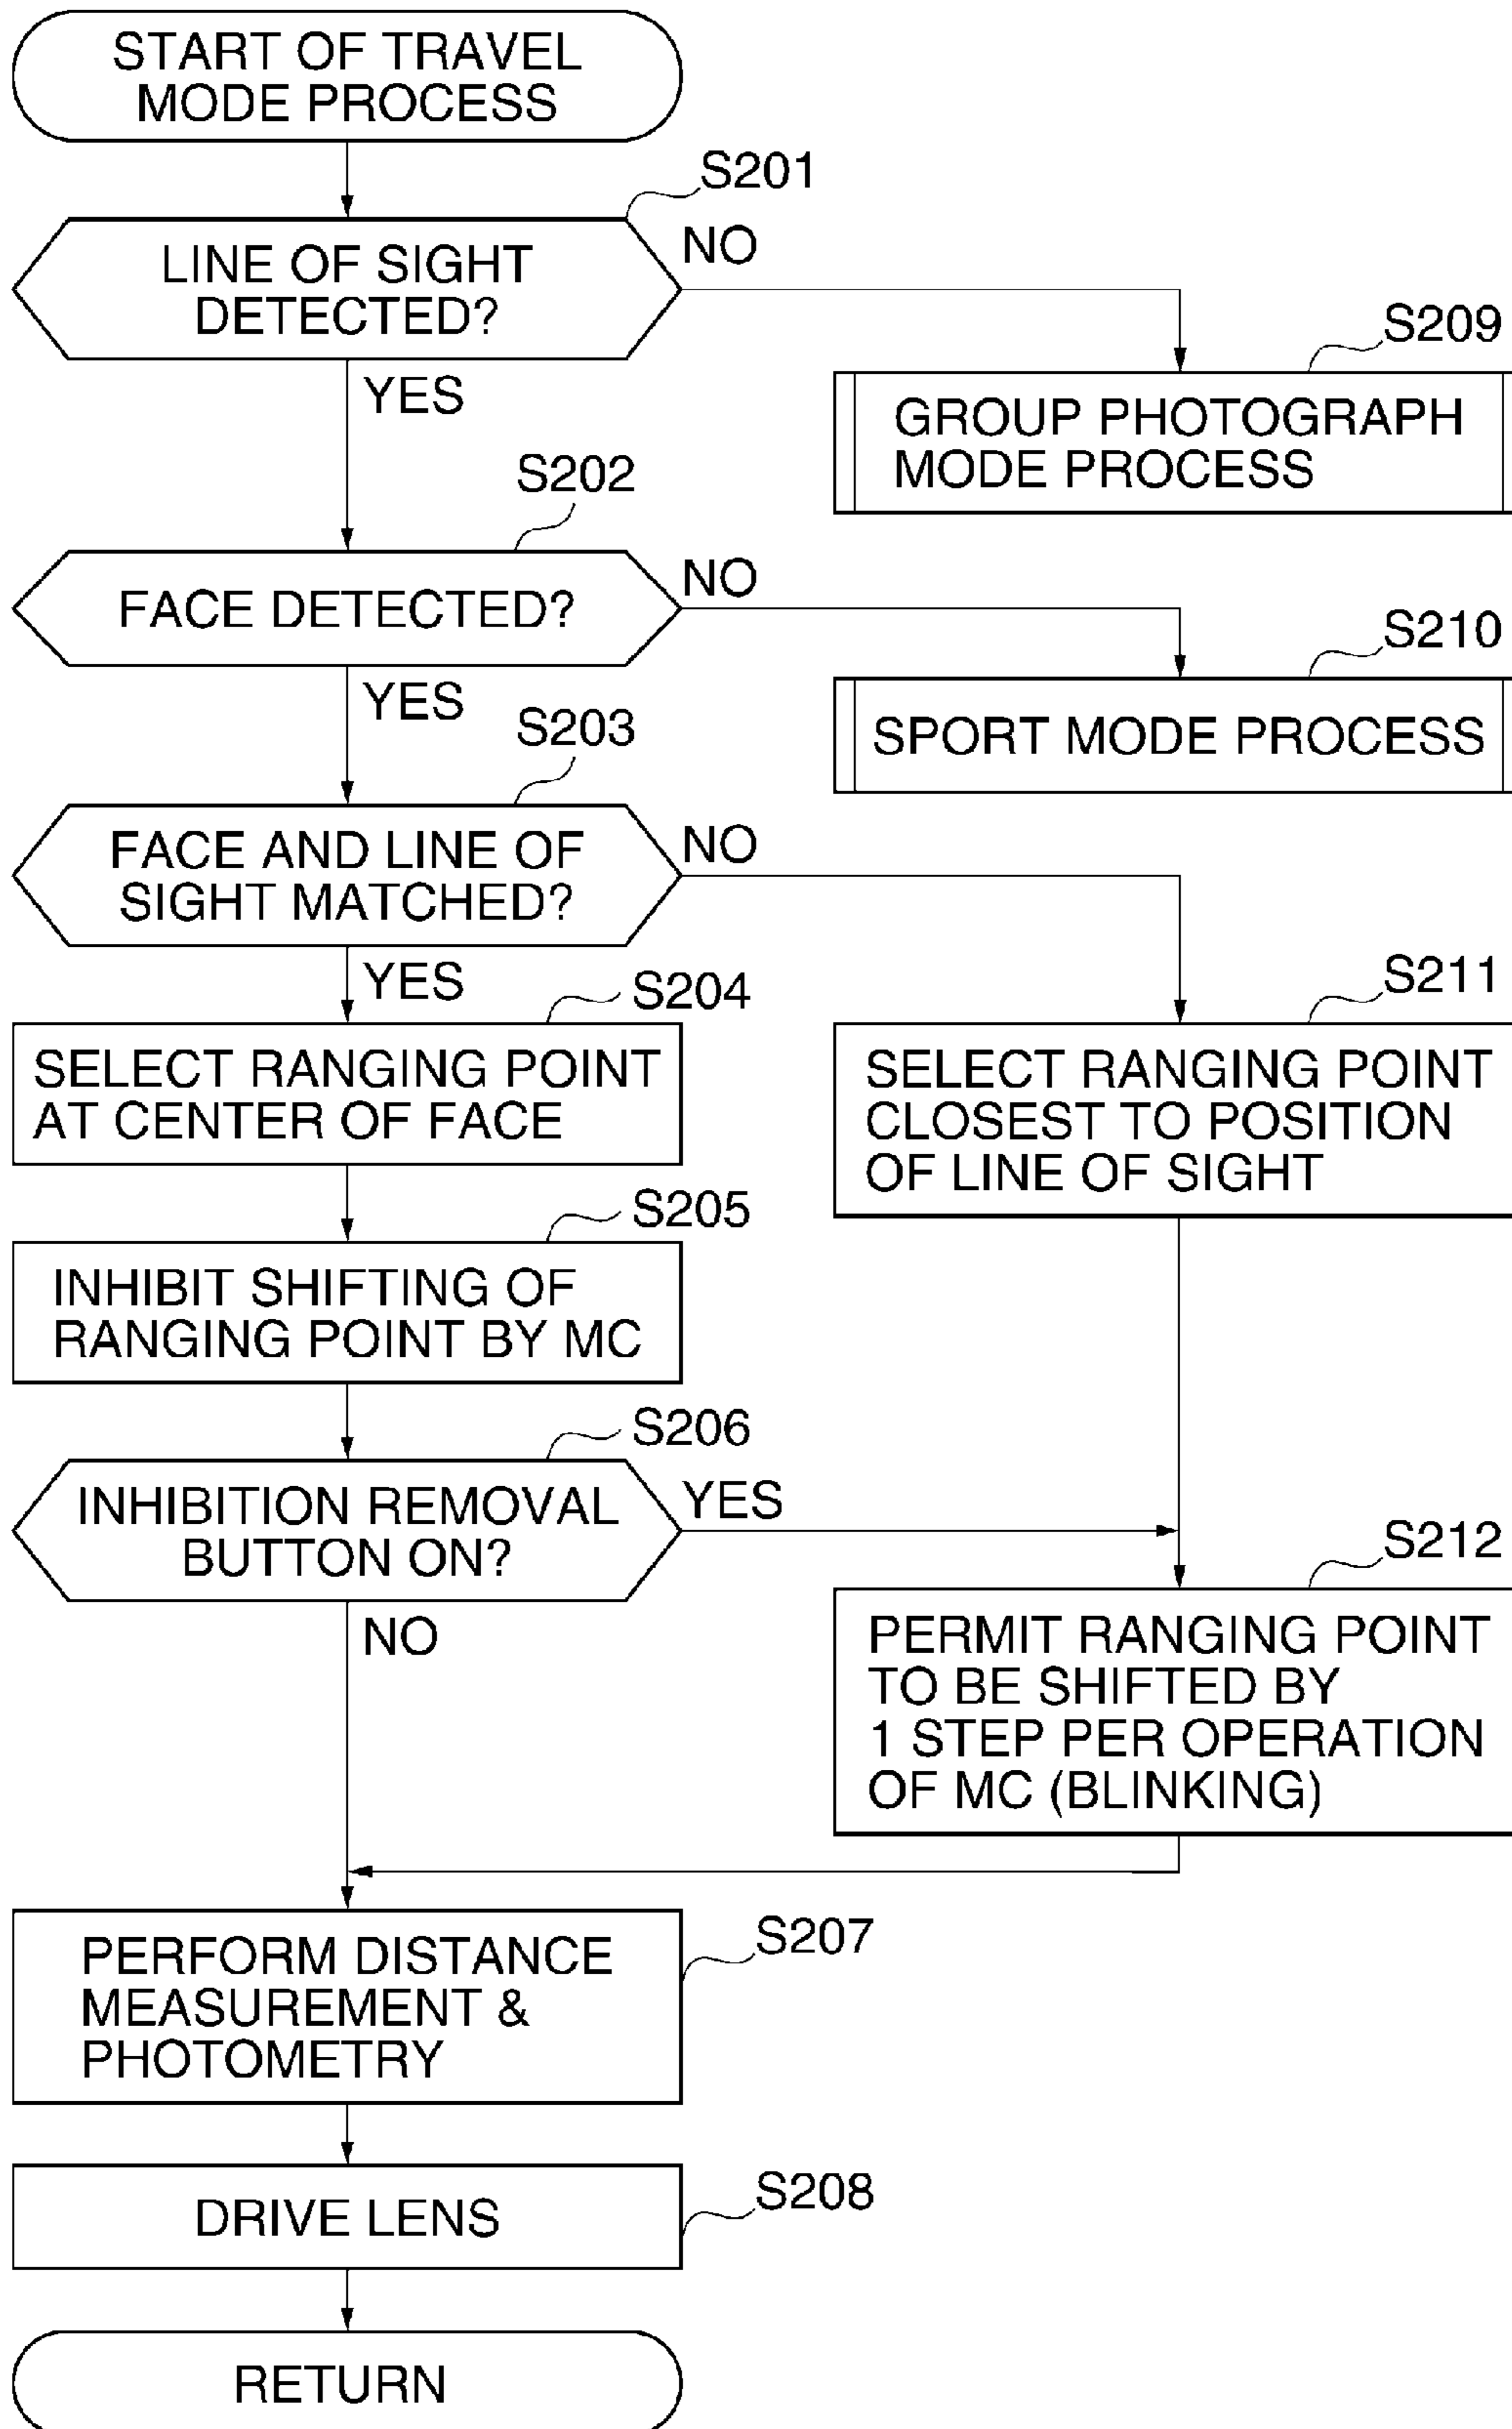 START OF TRAVEL
MODE PROCESS
S201
LINE OF SIGHT
DETECTED?
NO
YES
S209
GROUP PHOTOGRAPH
MODE PROCESS
S202
FACE DETECTED?
NO
YES
S210
SPORT MODE PROCESS
S203
FACE AND LINE OF
SIGHT MATCHED?
NO
YES
S204
SELECT RANGING POINT
AT CENTER OF FACE
S211
SELECT RANGING POINT
CLOSEST TO POSITION
OF LINE OF SIGHT
S205
INHIBIT SHIFTING OF
RANGING POINT BY MC
S206
INHIBITION REMOVAL
BUTTON ON?
YES
NO
S212
PERMIT RANGING POINT
TO BE SHIFTED BY
1 STEP PER OPERATION
OF MC (BLINKING)
S207
PERFORM DISTANCE
MEASUREMENT &
PHOTOMETRY
S208
DRIVE LENS
RETURN